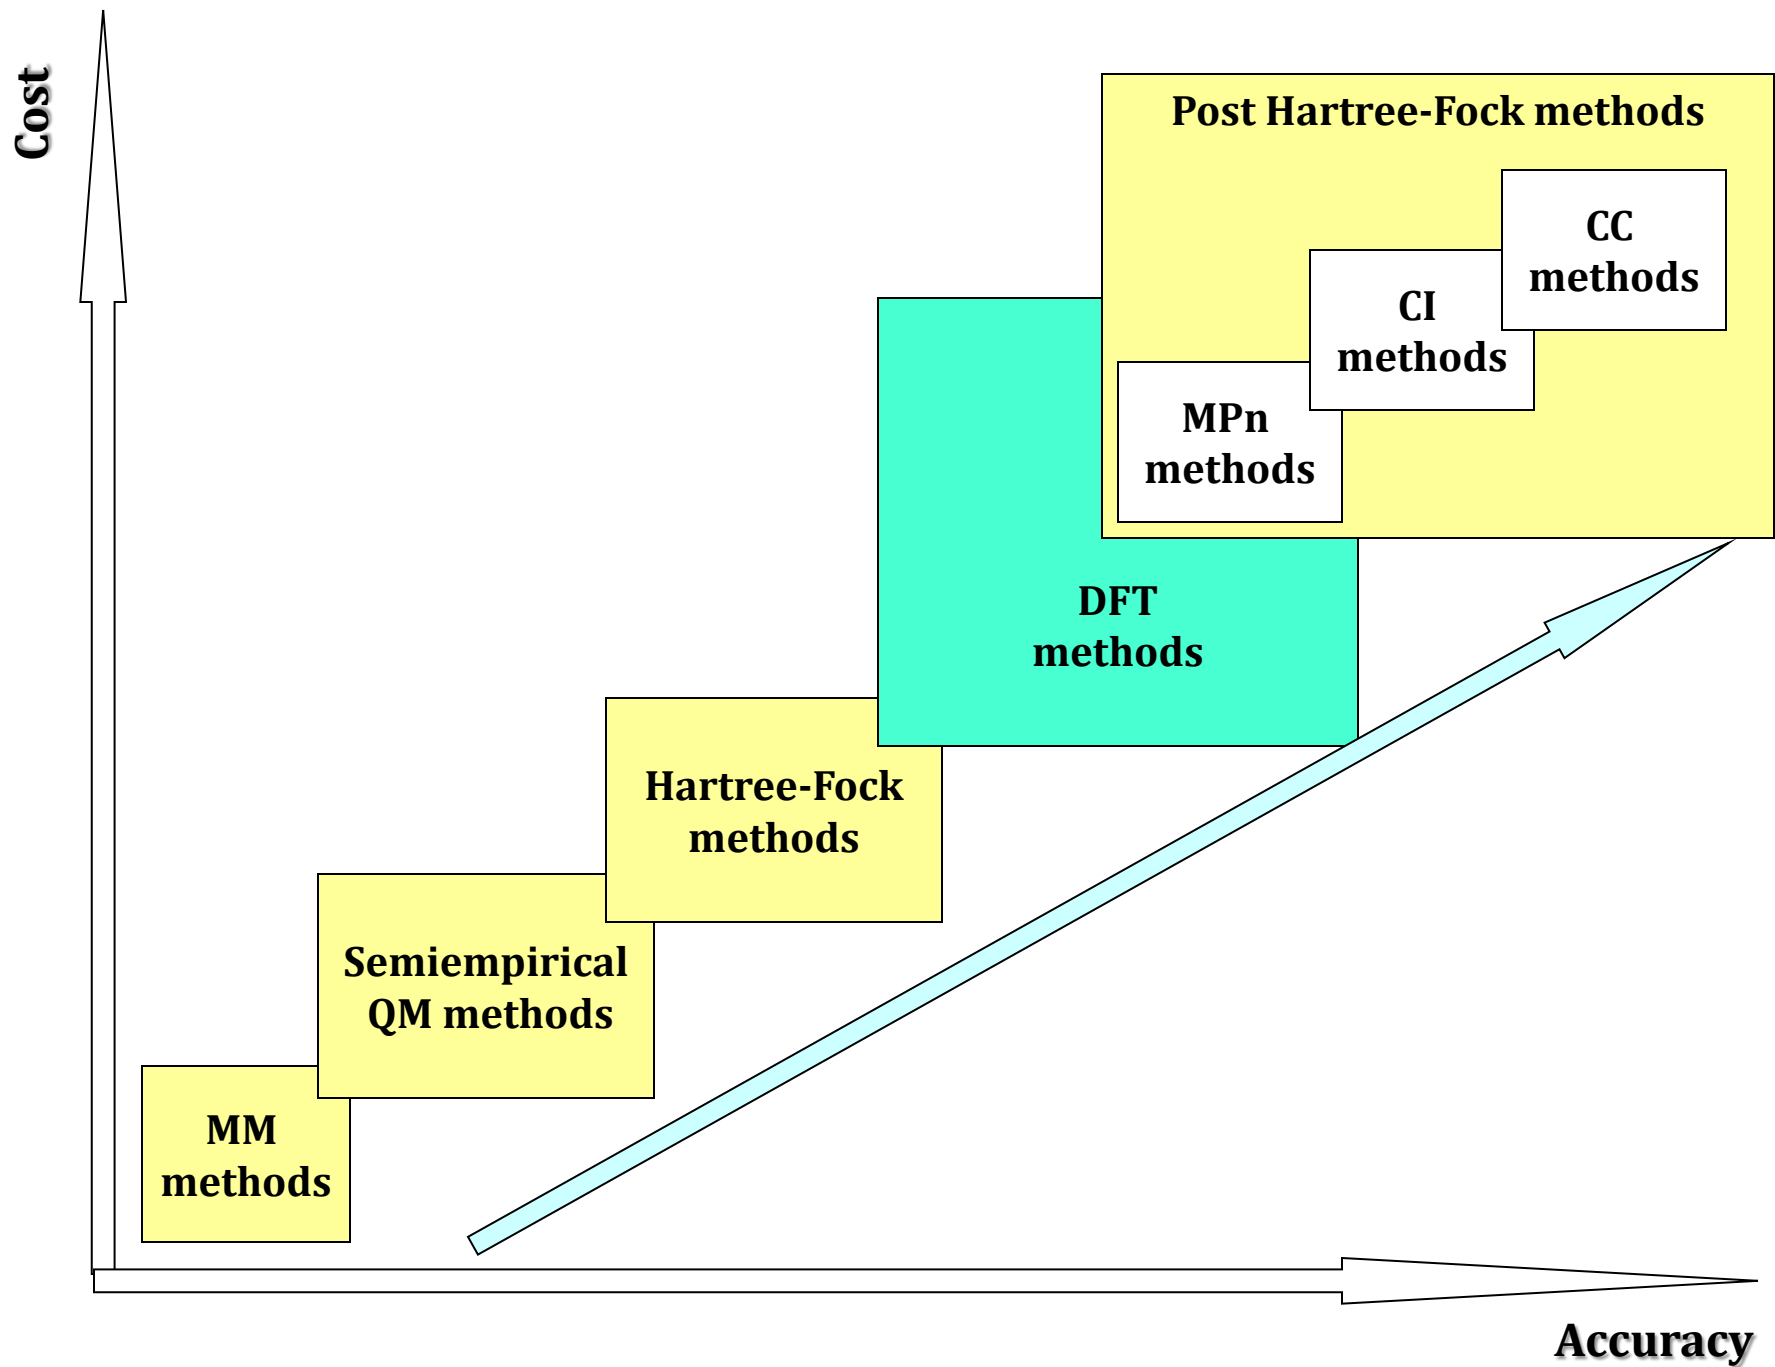 Cost
Post Hartree-Fock methods
CC
methods
CI
methods
MPn
methods
DFT
methods
Hartree-Fock
methods
Semiempirical
QM methods
MM
methods
Accuracy